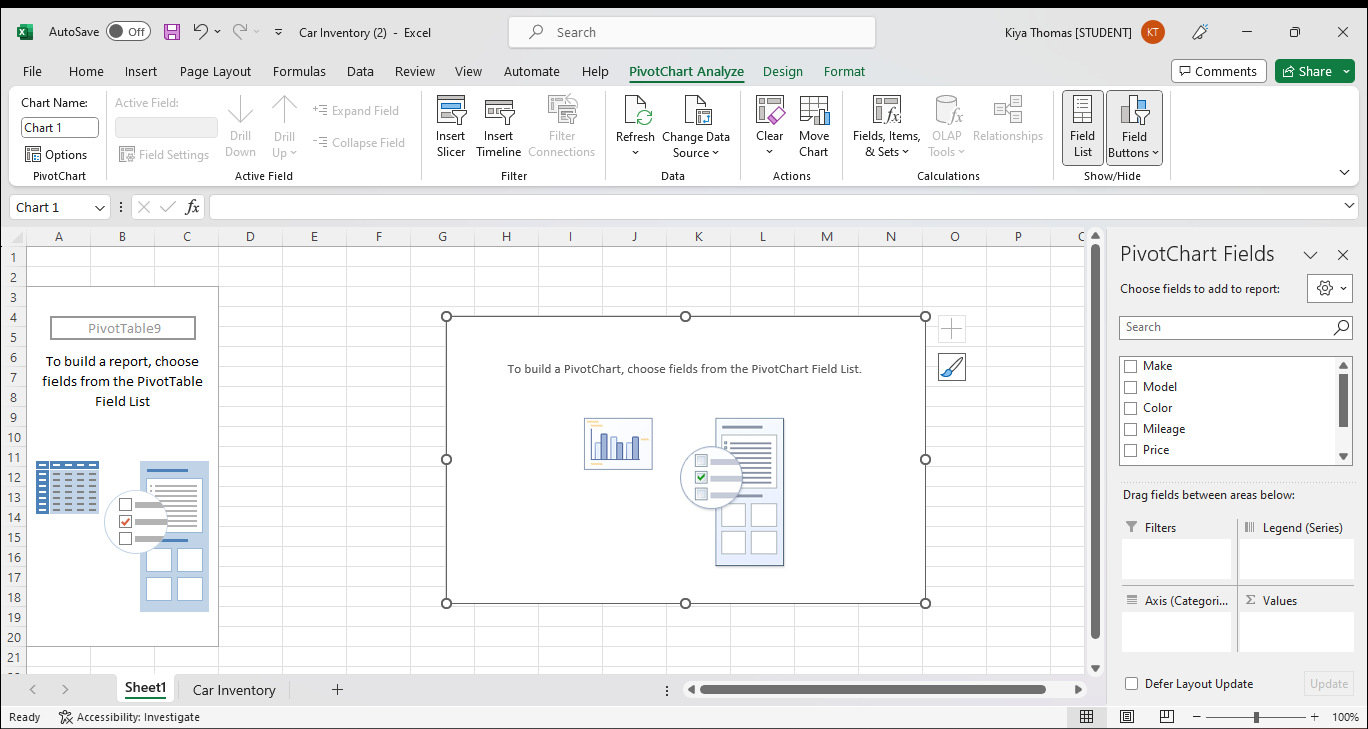 AutoSave Off Car Inventory (2) - Excel Search Kiya Thomas [STUDENT] KT
File Home Insert Page Layout Formulas Data Review View Automate Help PivotChart Analyze Design Format Comments Share
Chart Name:
Chart 1
Options
PivotChart
Active Field:
Field Settings
Drill
Down
Drill
Up
Expand Field
Collapse Field
Active Field
Insert
Slicer
Insert
Timeline
Filter
Connections
Filter
Refresh
Change Data
Source
Data
Clear
Move
Chart
Actions
Fields, Items,
& Sets
OLAP
Tools
Relationships
Calculations
Field
List
Field
Buttons
Show/Hide
Chart 1 fx
A B C D E F G H I J K L M N O P
1
2
3
4
5
6
7
8
9
10
11
12
13
14
15
16
17
18
19
20
21
PivotTable9
To build a report, choose
fields from the PivotTable
Field List
To build a PivotChart, choose fields from the PivotChart Field List.
PivotChart Fields
Choose fields to add to report:
Search
Make
Model
Color
Mileage
Price
Drag fields between areas below:
Filters
Legend (Series)
Axis (Categori...
Σ Values
Defer Layout Update Update
Sheet1 Car Inventory
Ready Accessibility: Investigate 100%